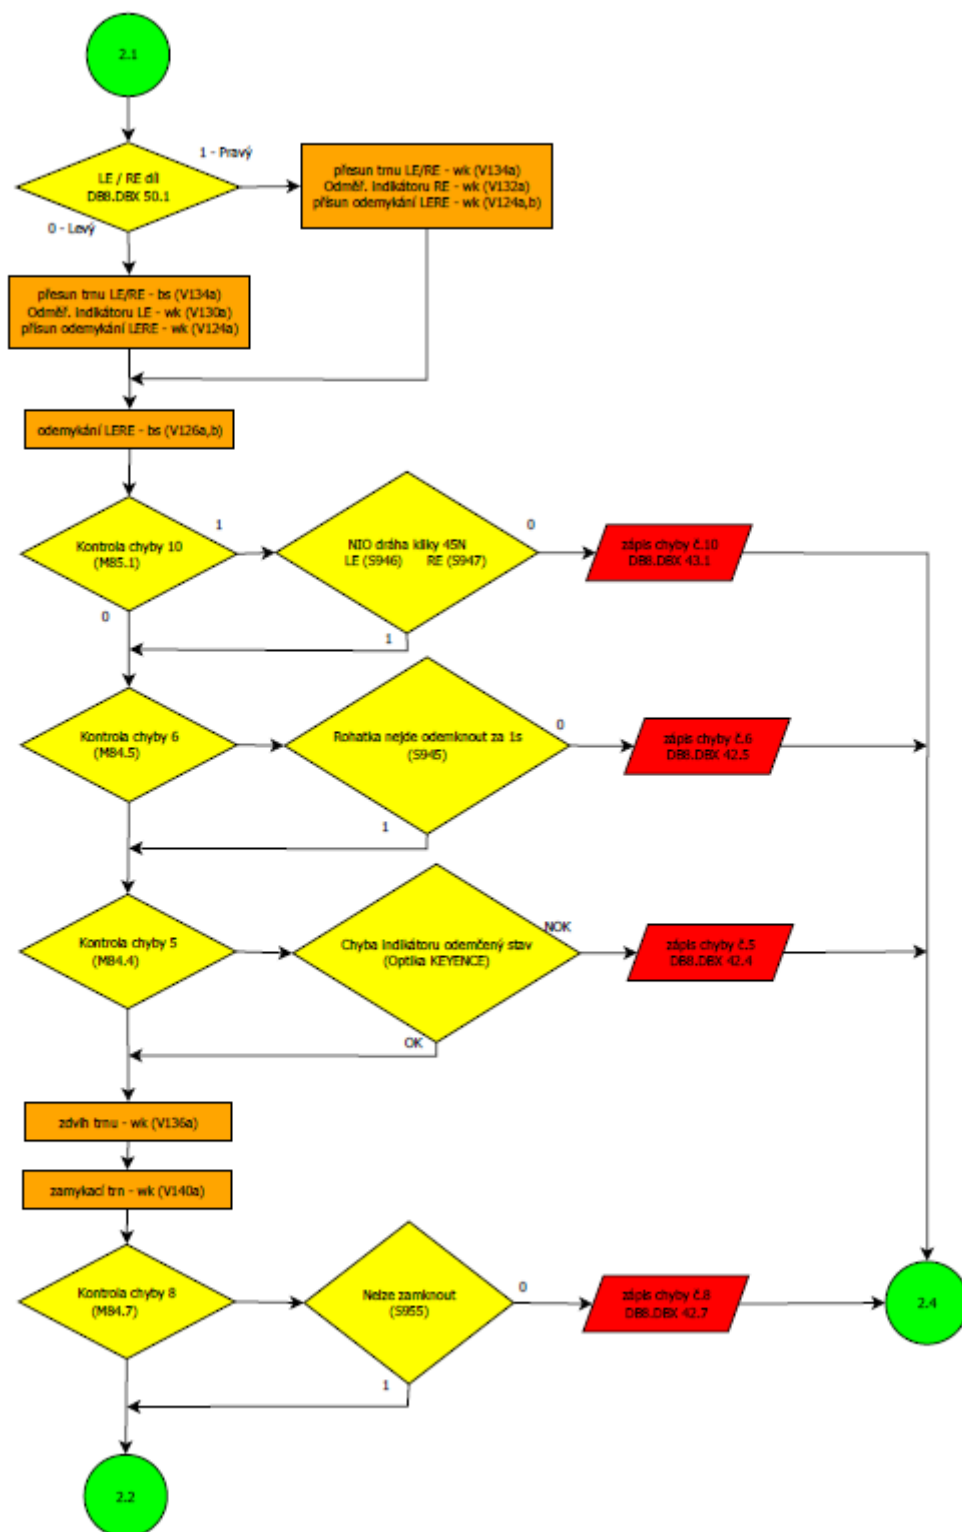 2.1
1 - Pravý
LE / RE díl
DB8.DBX 50.1
0 - Levý
přesun trnu LE/RE - wk (V134a)
Odměř. indikátoru RE - wk (V132a)
přísun odemykání LERE - wk (V124a,b)
přesun trnu LE/RE - bs (V134a)
Odměř. indikátoru LE - wk (V130a)
přísun odemykání LERE - wk (V124a)
odemykání LERE - bs (V126a,b)
Kontrola chyby 10
(M85.1)
1
0
NIO dráha kliky 45N
LE (S946) RE (S947)
0
1
zápis chyby č.10
DB8.DBX 43.1
Kontrola chyby 6
(M84.5)
Rohatka nejde odemknout za 1s
(S945)
0
1
zápis chyby č.6
DB8.DBX 42.5
Kontrola chyby 5
(M84.4)
Chyba indikátoru odemčený stav
(Optika KEYENCE)
NOK
OK
zápis chyby č.5
DB8.DBX 42.4
zdvih trnu - wk (V136a)
zamykací trn - wk (V140a)
Kontrola chyby 8
(M84.7)
Nelze zamknout
(S955)
0
1
zápis chyby č.8
DB8.DBX 42.7
2.4
2.2